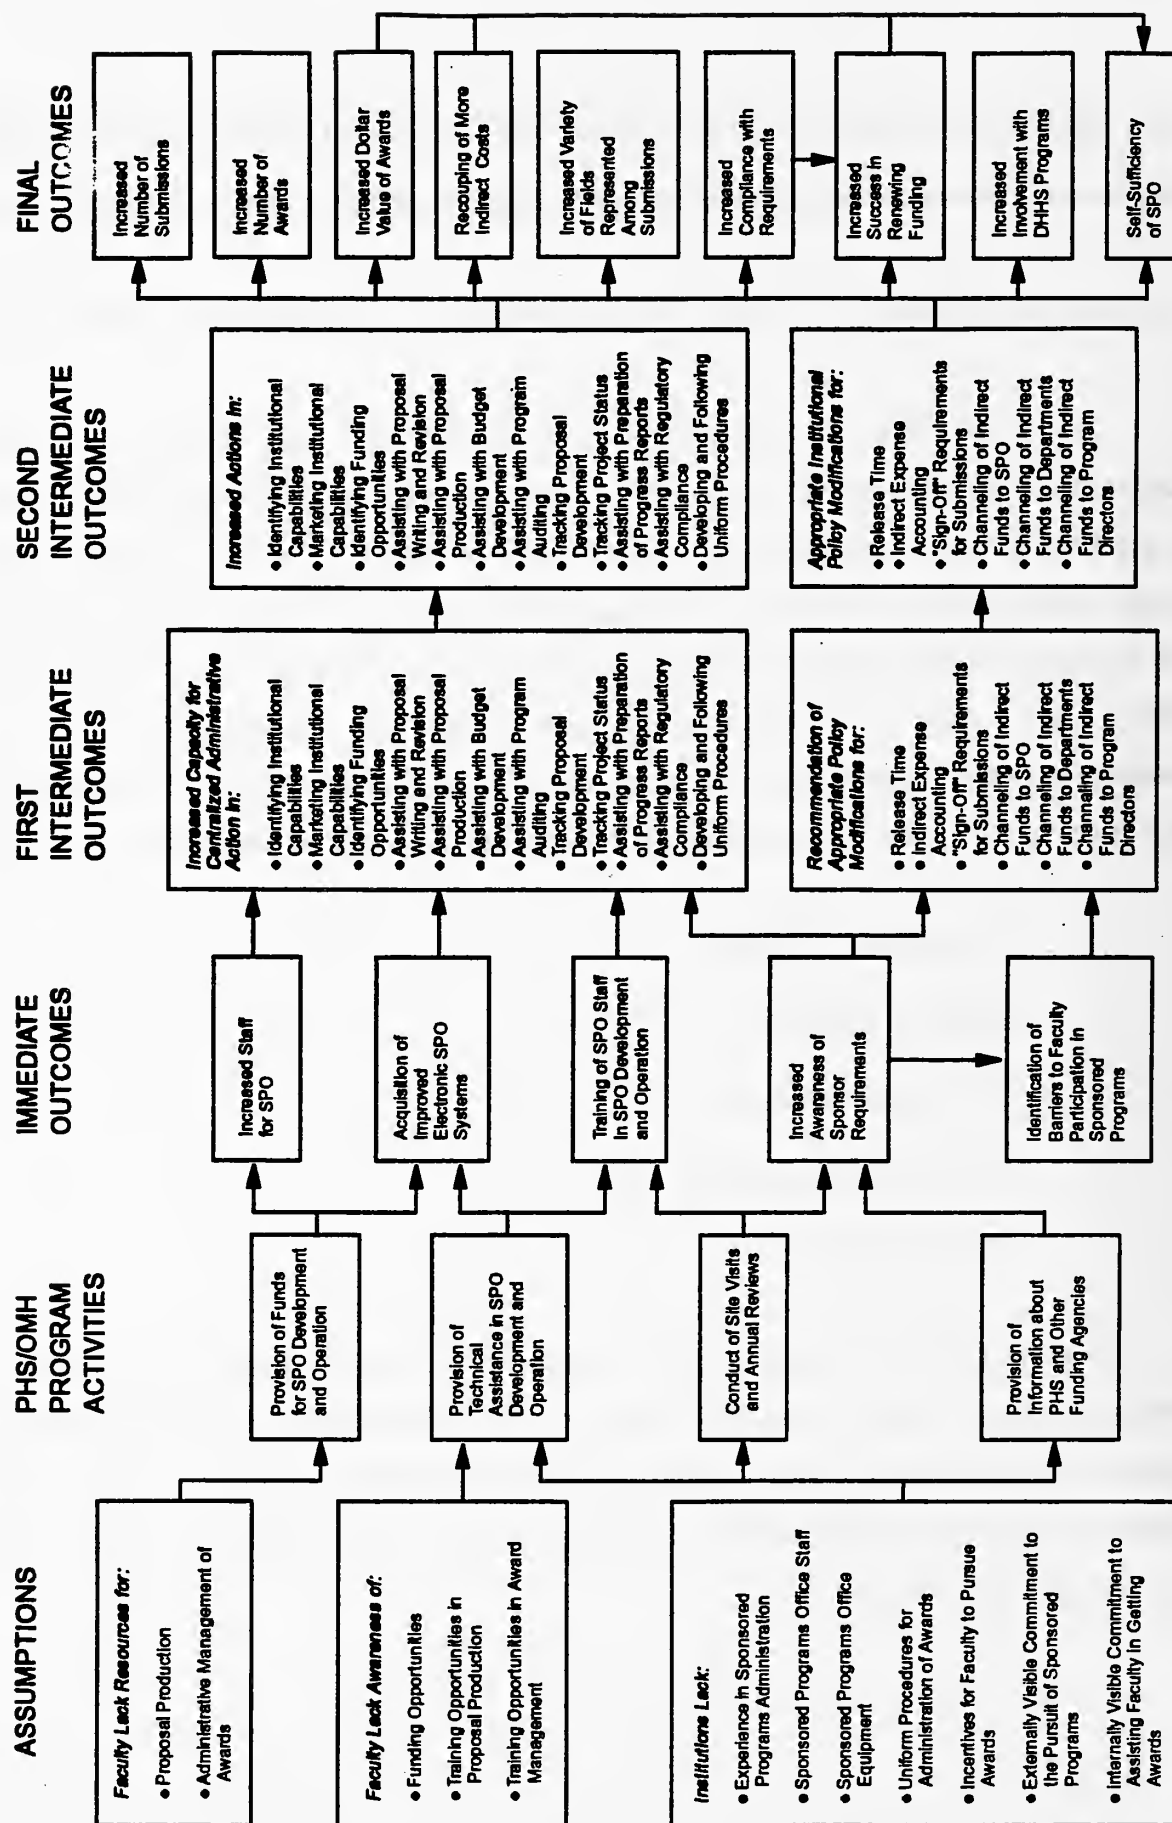 ASSUMPTIONS
Faculty Lack Resources for:
• Proposal Production
• Administrative Management of
Awards
Faculty Lack Awareness of:
• Funding Opportunities
• Training Opportunities in
Proposal Production
• Training Opportunities in Award
Management
Institutions Lack:
• Experience in Sponsored
Programs Administration
• Sponsored Programs Office Staff
• Sponsored Programs Office
Equipment
• Uniform Procedures for
Administration of Awards
• Incentives for Faculty to Pursue
Awards
• Externally Visible Commitment to
the Pursuit of Sponsored
Programs
• Internally Visible Commitment to
Assisting Faculty in Getting
Awards
PHS/OMH
PROGRAM
ACTIVITIES
Provision of Funds
for SPO Development
and Operation
Provision of
Technical
Assistance in SPO
Development and
Operation
Conduct of Site Visits
and Annual Reviews
Provision of
Information about
PHS and Other
Funding Agencies
IMMEDIATE
OUTCOMES
Increased Staff
for SPO
Acquisition of
Improved
Electronic SPO
Systems
Training of SPO Staff
In SPO Development
and Operation
Increased
Awareness of
Sponsor
Requirements
Identification of
Barriers to Faculty
Participation in
Sponsored
Programs
FIRST
INTERMEDIATE
OUTCOMES
Increased Capacity for
Centralized Administrative
Action in:
• Identifying Institutional
Capabilities
• Marketing Institutional
Capabilities
• Identifying Funding
Opportunities
• Assisting with Proposal
Writing and Revision
• Assisting with Proposal
Production
• Assisting with Budget
Development
• Assisting with Program
Auditing
• Tracking Proposal
Development
• Tracking Project Status
• Assisting with Preparation
of Progress Reports
• Assisting with Regulatory
Compliance
• Developing and Following
Uniform Procedures
Recommendation of
Appropriate Policy
Modifications for:
• Release Time
• Indirect Expense
Accounting
• "Sign-Off" Requirements
for Submissions
• Channeling of Indirect
Funds to SPO
• Channeling of Indirect
Funds to Departments
• Channeling of Indirect
Funds to Program
Directors
SECOND
INTERMEDIATE
OUTCOMES
Increased Actions in:
• Identifying Institutional
Capabilities
• Marketing Institutional
Capabilities
• Identifying Funding
Opportunities
• Assisting with Proposal
Writing and Revision
• Assisting with Proposal
Production
• Assisting with Budget
Development
• Assisting with Program
Auditing
• Tracking Proposal
Development
• Tracking Project Status
• Assisting with Preparation
of Progress Reports
• Assisting with Regulatory
Compliance
• Developing and Following
Uniform Procedures
Appropriate Institutional
Policy Modifications for:
• Release Time
• Indirect Expense
Accounting
• "Sign-Off" Requirements
for Submissions
• Channeling of Indirect
Funds to SPO
• Channeling of Indirect
Funds to Departments
• Channeling of Indirect
Funds to Program
Directors
FINAL
OUTCOMES
Increased
Number of
Submissions
Increased
Number of
Awards
Increased Dollar
Value of Awards
Recouping of More
Indirect Costs
Increased Variety
of Fields
Represented
Among
Submissions
Increased
Compliance with
Requirements
Increased
Success in
Renewing
Funding
Increased
Involvement with
DHHS Programs
Self-Sufficiency
of SPO